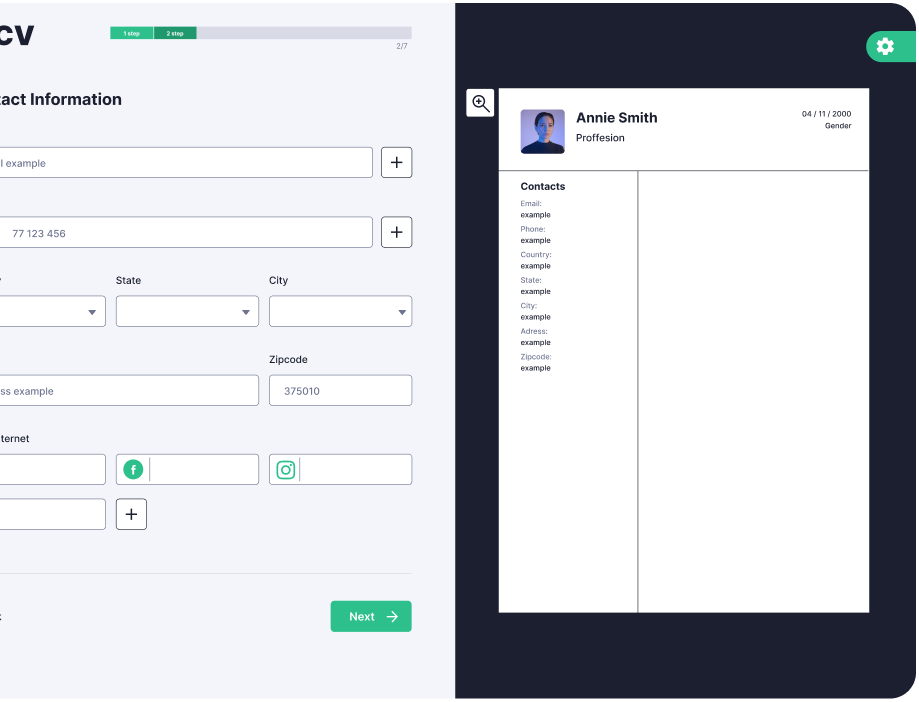 cv
1 step 2 step
2/7
tact Information
l example
77 123 456
State City
Zipcode
ss example
375010
ternet
Next
Annie Smith
Proffesion
04 / 11 / 2000
Gender
Contacts
Email:
example
Phone:
example
Country:
example
State:
example
City:
example
Adress:
example
Zipcode:
example